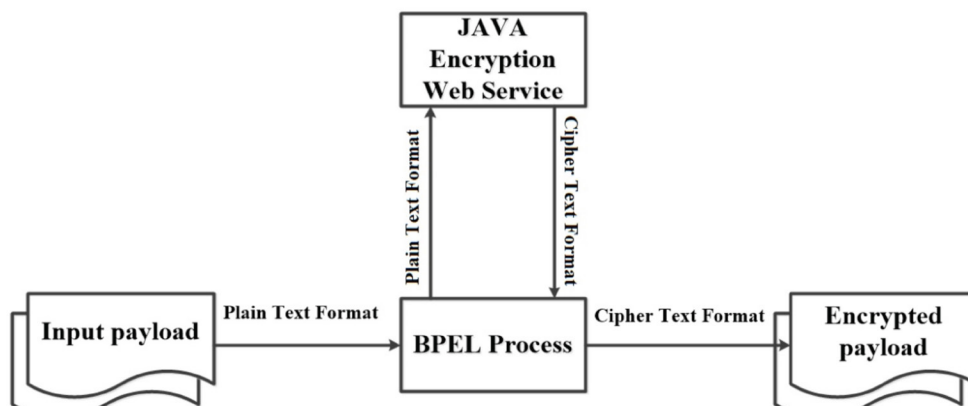 JAVA
Encryption
Web Service
Plain Text Format
Cipher Text Format
Input payload
Plain Text Format
BPEL Process
Cipher Text Format
Encrypted
payload